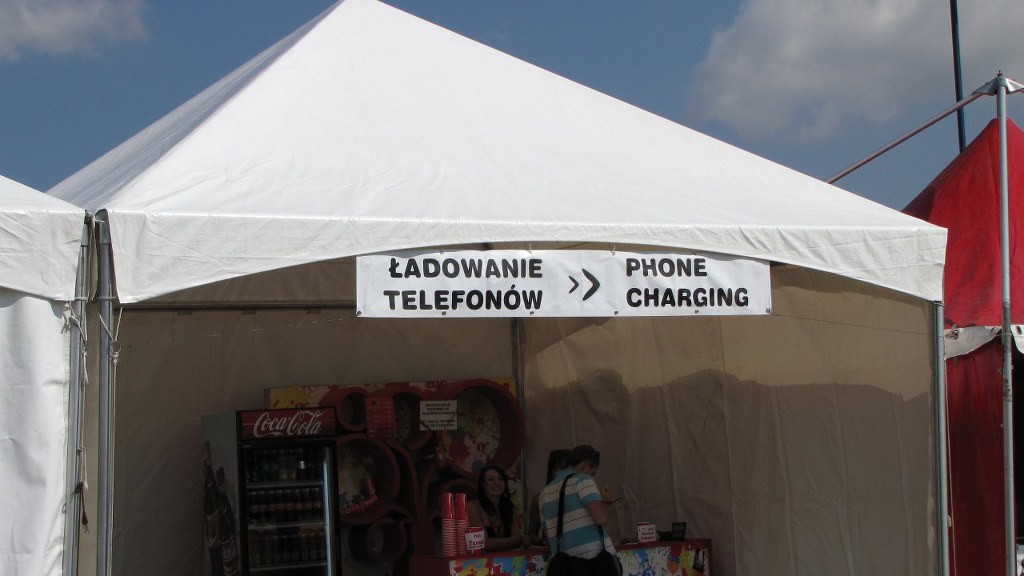 ŁADOWANIE
TELEFONÓW
PHONE
CHARGING
Coca-Cola